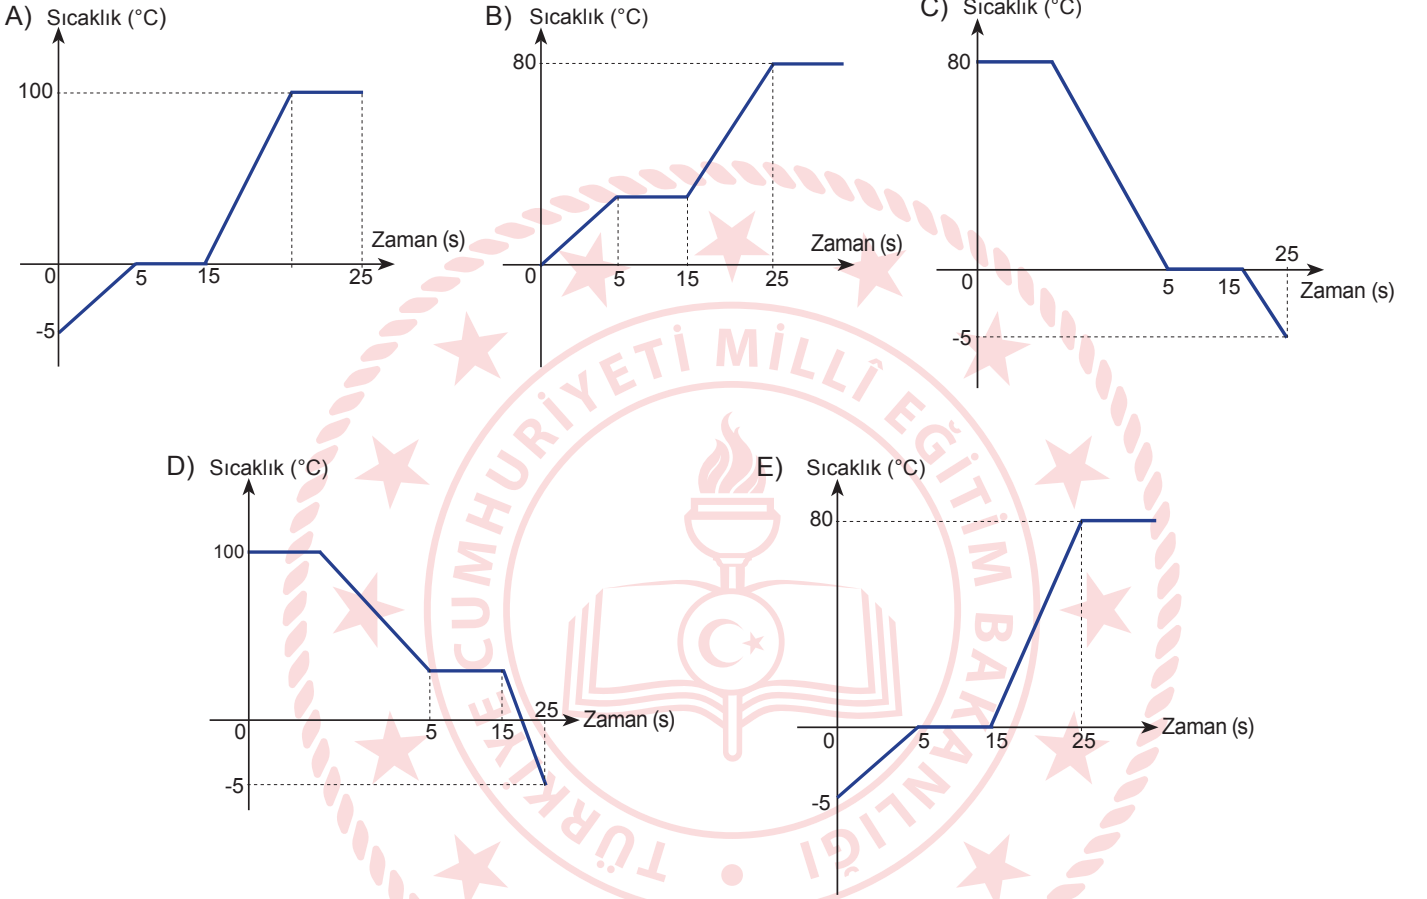 A) Sıcaklık (°C)
100
0
5
15
25
-5
Zaman (s)
B) Sıcaklık (°C)
80
0
5
15
25
Zaman (s)
C) Sıcaklık (°C)
80
0
5
15
25
-5
Zaman (s)
D) Sıcaklık (°C)
100
0
5
15
25
-5
Zaman (s)
E) Sıcaklık (°C)
80
0
5
15
25
-5
Zaman (s)
TÜRKİYE CUMHURİYETİ MİLLÎ EĞİTİM BAKANLIĞI